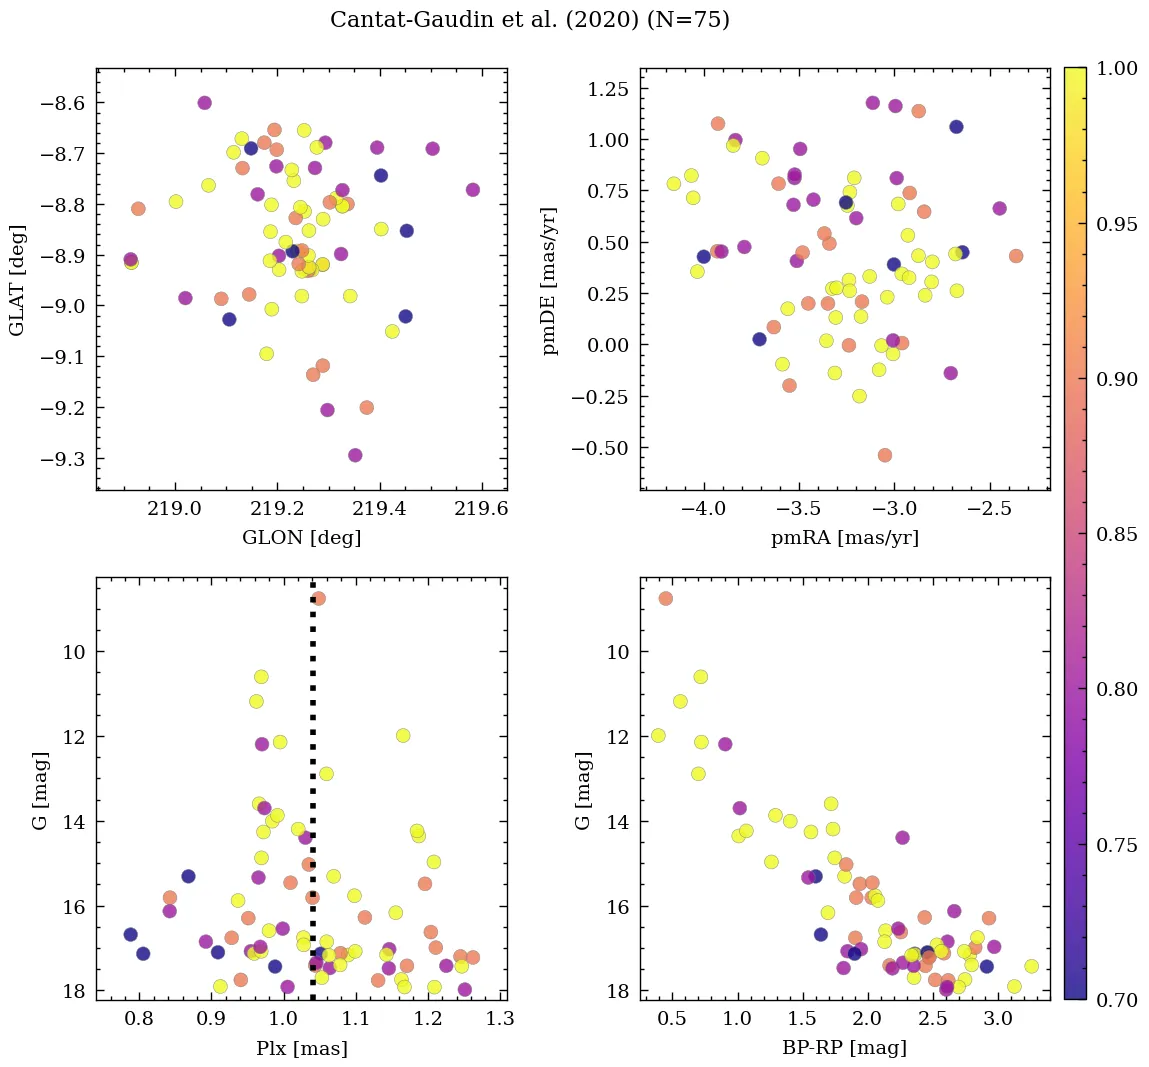 Cantat-Gaudin et al. (2020) (N=75)
−8.6
−8.7
−8.8
−8.9
−9.0
−9.1
−9.2
−9.3
GLAT [deg]
219.0 219.2 219.4 219.6
GLON [deg]
1.25
1.00
0.75
0.50
0.25
0.00
−0.25
−0.50
pmDE [mas/yr]
−4.0 −3.5 −3.0 −2.5
pmRA [mas/yr]
10
12
14
16
18
G [mag]
0.8 0.9 1.0 1.1 1.2 1.3
Plx [mas]
10
12
14
16
18
G [mag]
0.5 1.0 1.5 2.0 2.5 3.0
BP-RP [mag]
1.00
0.95
0.90
0.85
0.80
0.75
0.70